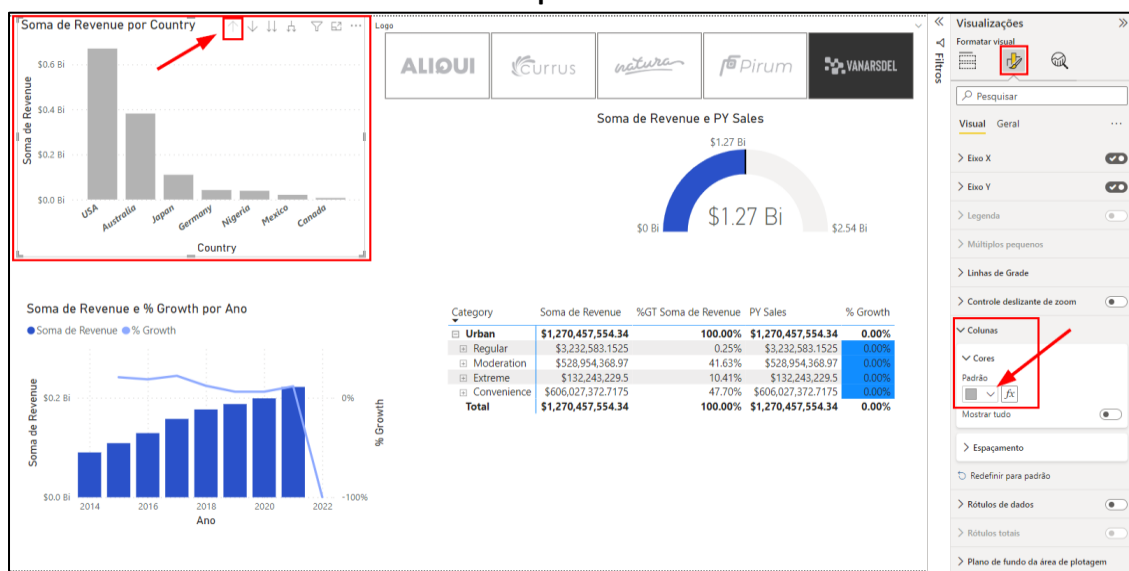 Soma de Revenue por Country
$0.6 Bi
$0.4 Bi
$0.2 Bi
$0.0 Bi
Soma de Revenue
USA
Australia
Japan
Germany
Nigeria
Mexico
Canada
Country
Logo
ALIQUI
Currus
natura
Pirum
VANARSDEL
Soma de Revenue e PY Sales
$1.27 Bi
$1.27 Bi
$0 Bi
$2.54 Bi
Soma de Revenue e % Growth por Ano
Soma de Revenue % Growth
$0.2 Bi
$0.0 Bi
Soma de Revenue
0%
-100%
% Growth
2014 2016 2018 2020 2022
Ano
Category Soma de Revenue %GT Soma de Revenue PY Sales % Growth
Urban $1,270,457,554.34 100.00% $1,270,457,554.34 0.00%
Regular $3,232,583.1525 0.25% $3,232,583.1525 0.00%
Moderation $528,954,368.97 41.63% $528,954,368.97 0.00%
Extreme $132,243,229.5 10.41% $132,243,229.5 0.00%
Convenience $606,027,372.7175 47.70% $606,027,372.7175 0.00%
Total $1,270,457,554.34 100.00% $1,270,457,554.34 0.00%
Filtros
Visualizações
Formatar visual
Pesquisar
Visual Geral
Eixo X
Eixo Y
Legenda
Múltiplos pequenos
Linhas de Grade
Controle deslizante de zoom
Colunas
Cores
Padrão
fx
Mostrar tudo
Espaçamento
Redefinir para padrão
Rótulos de dados
Rótulos totais
Plano de fundo da área de plotagem